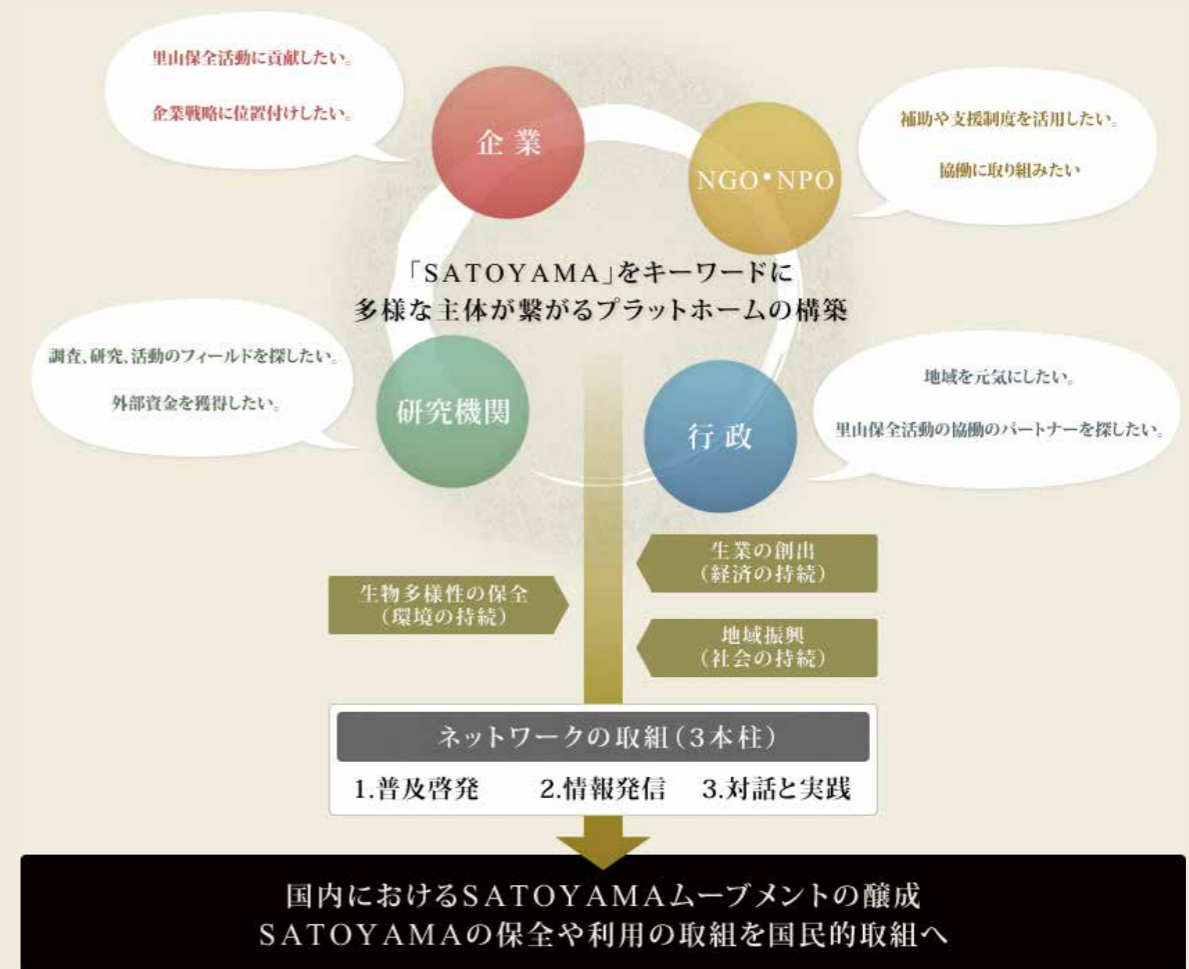 里山保全活動に貢献したい。
企業戦略に位置付けしたい。
企業
補助や支援制度を活用したい。
協働に取り組みたい
NGO•NPO
「SATOYAMA」をキーワードに
多様な主体が繋がるプラットホームの構築
調査、研究、活動のフィールドを探したい。
外部資金を獲得したい。
研究機関
地域を元気にしたい。
里山保全活動の協働のパートナーを探したい。
行政
生業の創出
（経済の持続）
生物多様性の保全
（環境の持続）
地域振興
（社会の持続）
ネットワークの取組（3本柱）
1.普及啓発 2.情報発信 3.対話と実践
国内におけるSATOYAMAムーブメントの醸成
SATOYAMAの保全や利用の取組を国民的取組へ